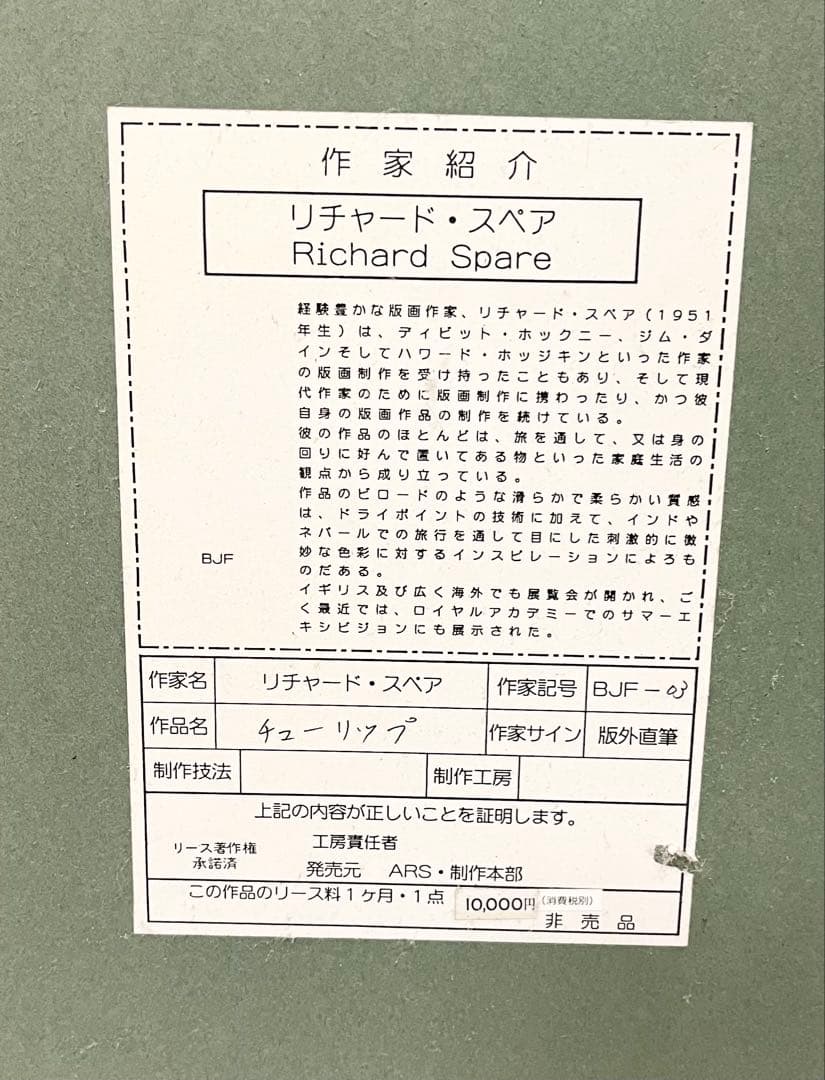 作家紹介
リチャード・スペア
Richard Spare
経験豊かな版画作家、リチャード・スペア(1951
年生)は、ディビット・ホックニー、ジム・ダ
インそしてハワード・ホッジキンといった作家
の版画制作を受け持ったこともあり、そして現
代作家のために版画制作に携わったり、かつ彼
自身の版画作品の制作を続けている。
彼の作品のほとんどは、旅を通して、又は身の
回りに好んで置いてある物といった家庭生活の
観点から成り立っている。
作品のビロードのような滑らかで柔らかい質感
は、ドライポイントの技術に加えて、インドや
ネパールでの旅行を通して目にした刺激的に微
妙な色彩に対するインスピレーションによろも
のだある。
イギリス及び広く海外でも展覧会が開かれ、ご
く最近では、ロイヤルアカデミーでのサマーエ
キシビジョンにも展示された。
BJF
作家名 リチャード・スペア 作家記号 BJF-03
作品名 チューリップ 作家サイン 版外直筆
制作技法 制作工房
上記の内容が正しいことを証明します。
リース著作権 工房責任者
承諾済 発売元 ARS・制作本部
この作品のリース料1ヶ月・1点 10,000円(消費税別)
非売品